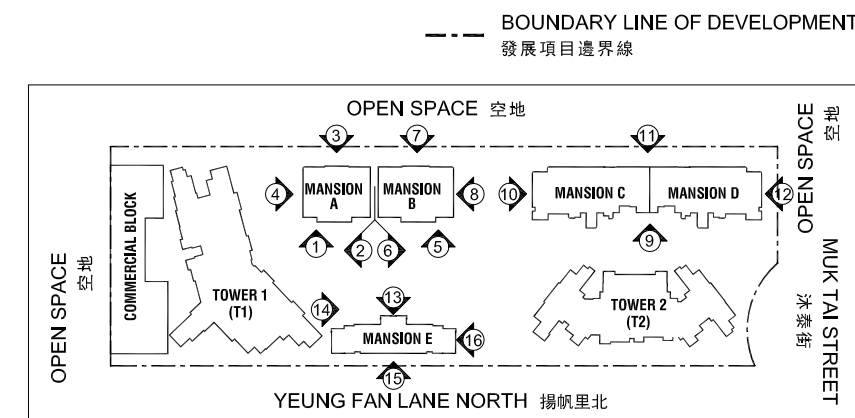 BOUNDARY LINE OF DEVELOPMENT
發展項目邊界線
OPEN SPACE 空地
3
7
11
OPEN SPACE
空地
COMMERCIAL BLOCK
4
MANSION
A
MANSION
B
8
10
MANSION C
MANSION D
12
1
2
6
5
9
OPEN SPACE
空地
TOWER 1
(T1)
14
13
TOWER 2
(T2)
MUK TAI STREET
沐泰街
MANSION E
16
15
YEUNG FAN LANE NORTH 揚帆里北